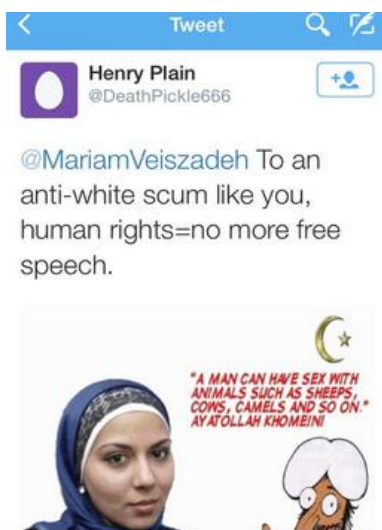 Tweet
Henry Plain
@DeathPickle666
@MariamVeiszadeh To an
anti-white scum like you,
human rights=no more free
speech.
"A MAN CAN HAVE SEX WITH
ANIMALS SUCH AS SHEEPS,
COWS, CAMELS AND SO ON."
AYATOLLAH KHOMEINI